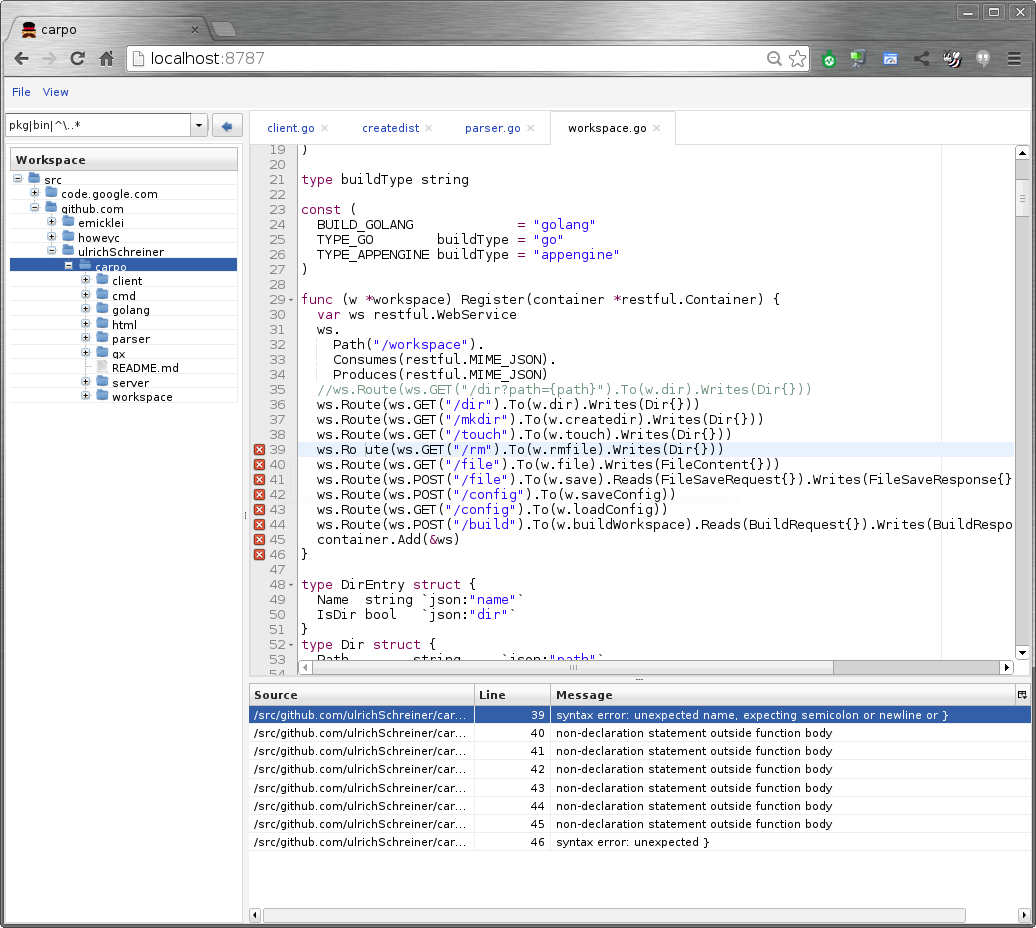 carpo
localhost:8787
File View
pkg|bin|^\..*
Workspace
src
code.google.com
github.com
emicklei
howeyc
ulrichSchreiner
carpo
client
cmd
golang
html
parser
qx
README.md
server
workspace
client.go createdist parser.go workspace.go
19 )
20
21 type buildType string
22
23 const (
24 BUILD_GOLANG = "golang"
25 TYPE_GO buildType = "go"
26 TYPE_APPENGINE buildType = "appengine"
27 )
28
29 func (w *workspace) Register(container *restful.Container) {
30 var ws restful.WebService
31 ws.
32 Path("/workspace").
33 Consumes(restful.MIME_JSON).
34 Produces(restful.MIME_JSON)
35 //ws.Route(ws.GET("/dir?path={path}").To(w.dir).Writes(Dir{}))
36 ws.Route(ws.GET("/dir").To(w.dir).Writes(Dir{}))
37 ws.Route(ws.GET("/mkdir").To(w.createdir).Writes(Dir{}))
38 ws.Route(ws.GET("/touch").To(w.touch).Writes(Dir{}))
39 ws.Ro ute(ws.GET("/rm").To(w.rmfile).Writes(Dir{}))
40 ws.Route(ws.GET("/file").To(w.file).Writes(FileContent{}))
41 ws.Route(ws.POST("/file").To(w.save).Reads(FileSaveRequest{}).Writes(FileSaveResponse{}
42 ws.Route(ws.POST("/config").To(w.saveConfig))
43 ws.Route(ws.GET("/config").To(w.loadConfig))
44 ws.Route(ws.POST("/build").To(w.buildWorkspace).Reads(BuildRequest{}).Writes(BuildRespo
45 container.Add(&ws)
46 }
47
48 type DirEntry struct {
49 Name string `json:"name"`
50 IsDir bool `json:"dir"`
51 }
52 type Dir struct {
53 Path string `json:"path"`
54
Source Line Message
/src/github.com/ulrichSchreiner/car... 39 syntax error: unexpected name, expecting semicolon or newline or }
/src/github.com/ulrichSchreiner/car... 40 non-declaration statement outside function body
/src/github.com/ulrichSchreiner/car... 41 non-declaration statement outside function body
/src/github.com/ulrichSchreiner/car... 42 non-declaration statement outside function body
/src/github.com/ulrichSchreiner/car... 43 non-declaration statement outside function body
/src/github.com/ulrichSchreiner/car... 44 non-declaration statement outside function body
/src/github.com/ulrichSchreiner/car... 45 non-declaration statement outside function body
/src/github.com/ulrichSchreiner/car... 46 syntax error: unexpected }